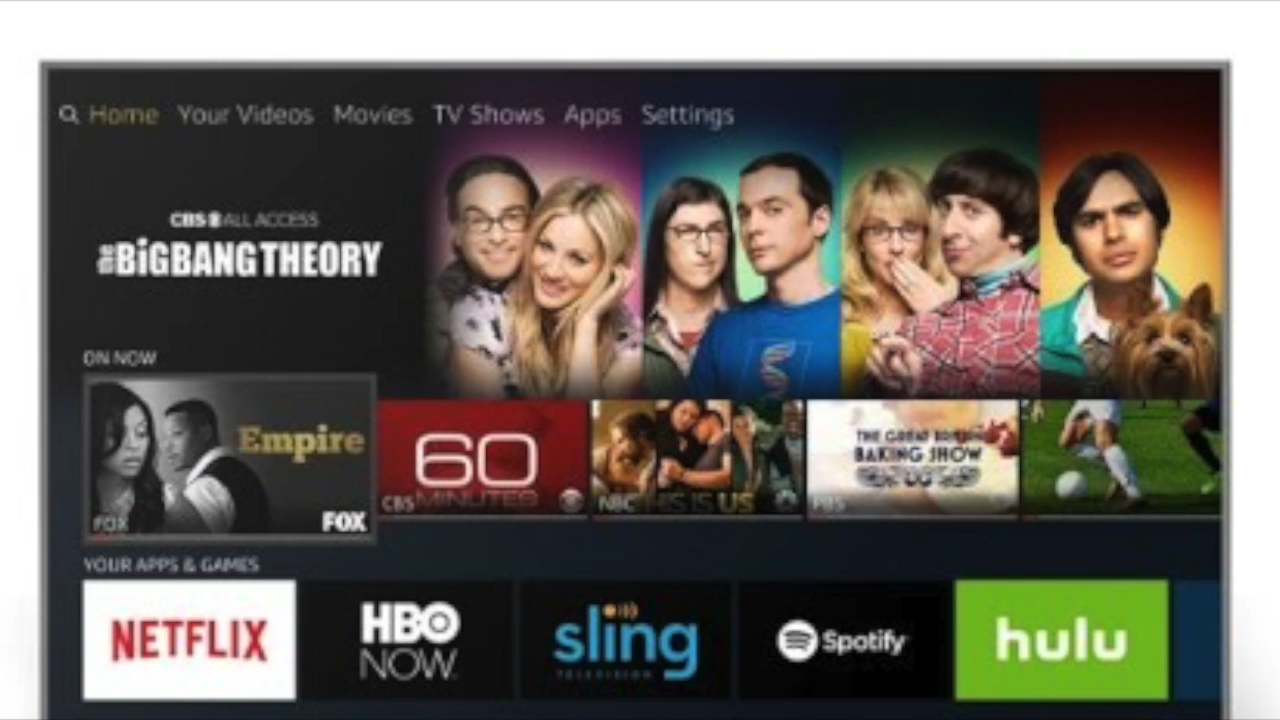 Home Your Videos Movies TV Shows Apps Settings
CBS ALL ACCESS
the BiG BANG THEORY
ON NOW
Empire
FOX
FOX
60
MINUTES
CBS
NBC
THIS IS US
THE GREAT BRITISH
BAKING SHOW
PBS
YOUR APPS & GAMES
NETFLIX
HBO
NOW
sling
TELEVISION
Spotify
hulu